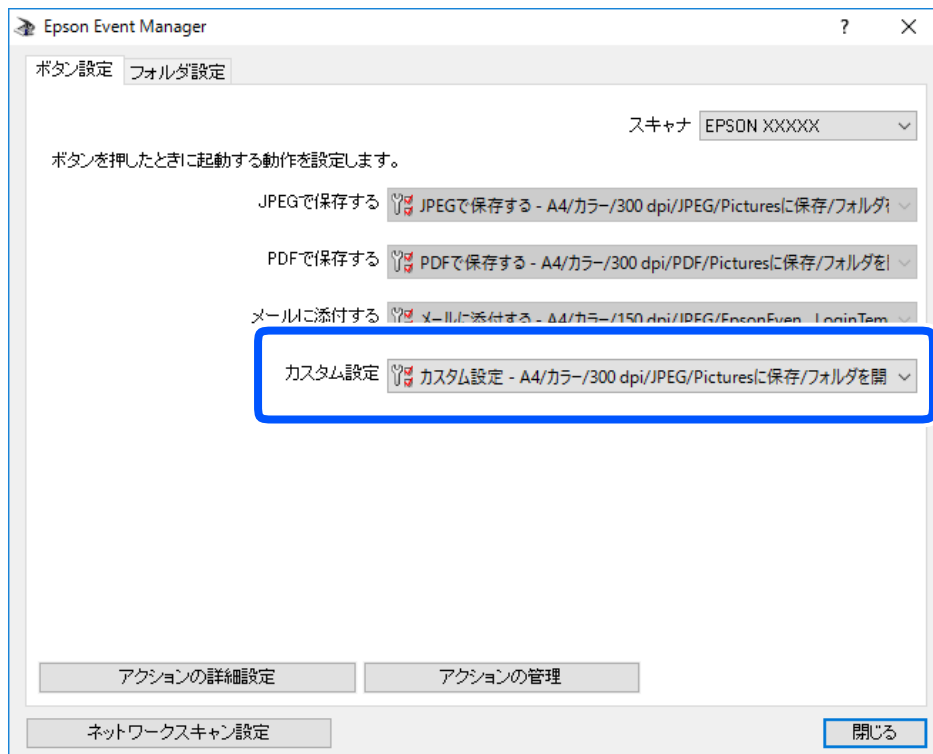 Epson Event Manager ?
ボタン設定 フォルダ設定
スキャナ EPSON XXXXX
ボタンを押したときに起動する動作を設定します。
JPEGで保存する JPEGで保存する - A4/カラー/300 dpi/JPEG/Picturesに保存/フォルダを
PDFで保存する PDFで保存する - A4/カラー/300 dpi/PDF/Picturesに保存/フォルダを
メールに添付する メールに添付する - A4/カラー/150 dpi/JPEG/EpsonEven LoginTem
カスタム設定 カスタム設定 - A4/カラー/300 dpi/JPEG/Picturesに保存/フォルダを開
アクションの詳細設定 アクションの管理
ネットワークスキャン設定 閉じる